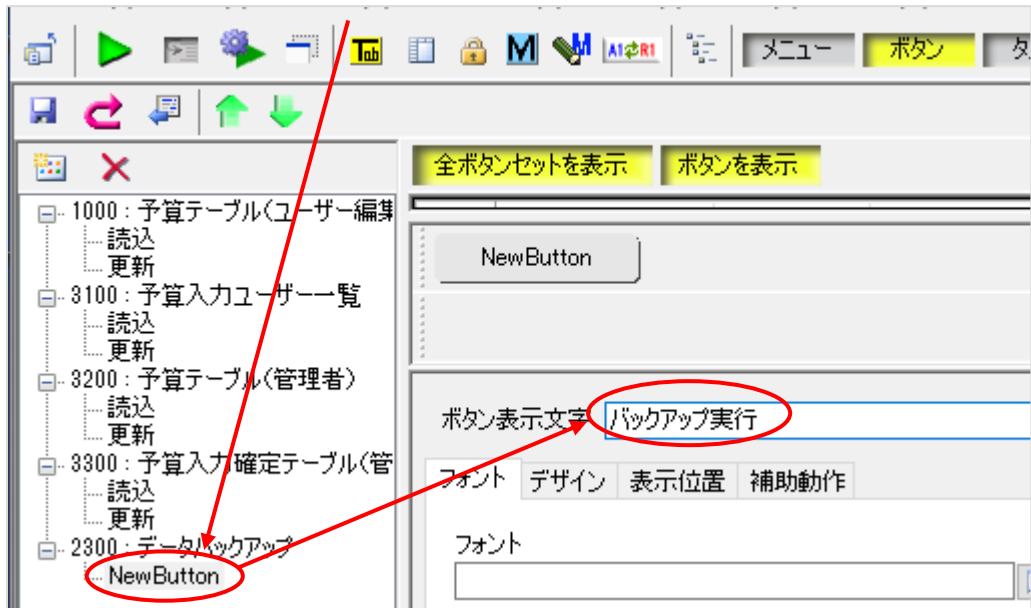 Tab M M A1⇄R1 メニュー ボタン タ
全ボタンセットを表示 ボタンを表示
1000:予算テーブル(ユーザー編集
読込
更新
3100:予算入力ユーザー一覧
読込
更新
3200:予算テーブル(管理者)
読込
更新
3300:予算入力確定テーブル(管
読込
更新
2300:データバックアップ
NewButton
NewButton
ボタン表示文字 バックアップ実行
フォント デザイン 表示位置 補助動作
フォント